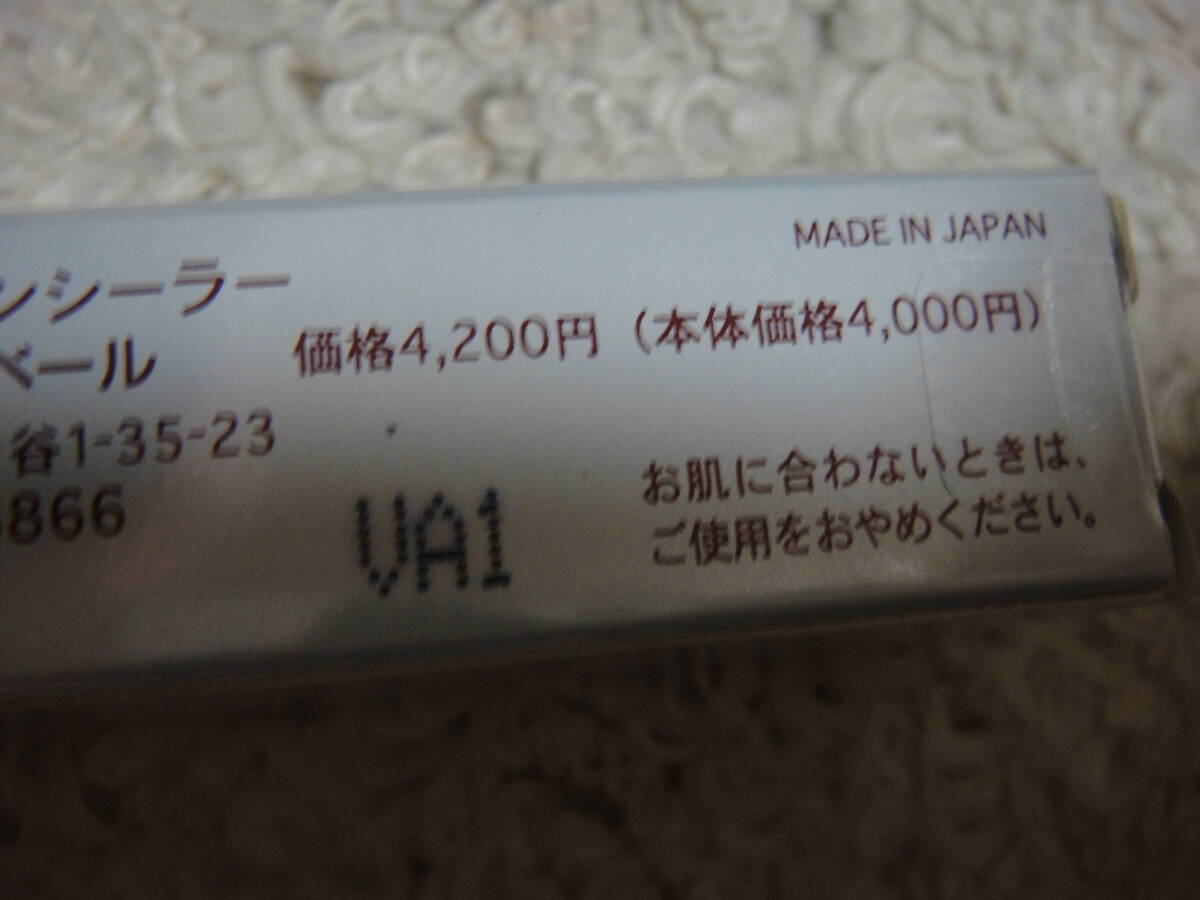 MADE IN JAPAN
ンシーラー
価格4,200円（本体価格4,000円）
ベール
谷1-35-23
866
VA1
お肌に合わないときは、
ご使用をおやめください。